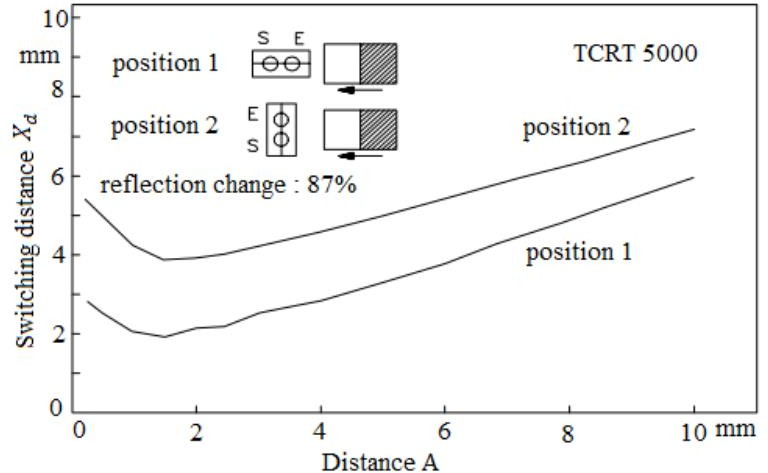 10
mm
8
6
4
2
0
Switching distance Xd
S E
position 1
TCRT 5000
E
position 2
S
reflection change : 87%
position 2
position 1
0 2 4 6 8 10 mm
Distance A